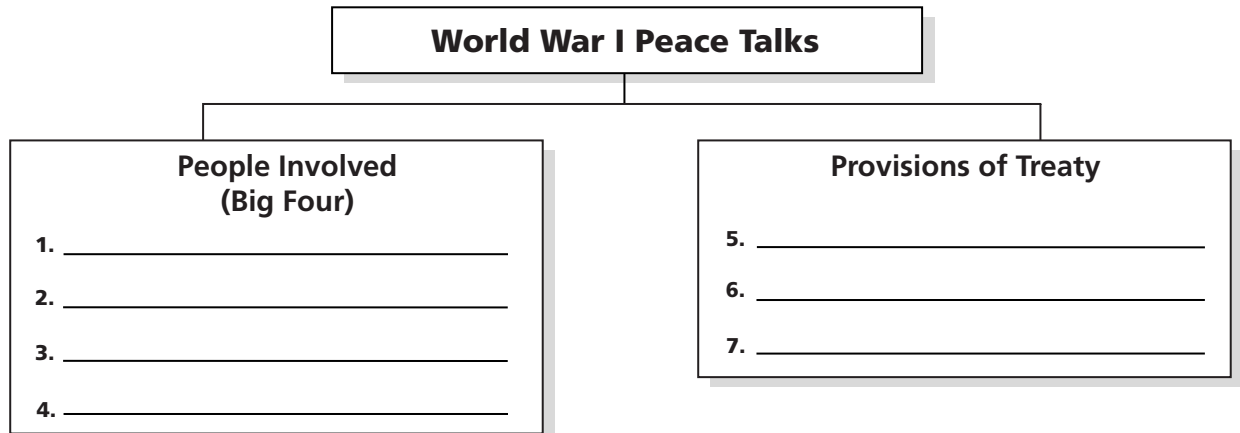 World War I Peace Talks
People Involved
(Big Four)
1.
2.
3.
4.
Provisions of Treaty
5.
6.
7.